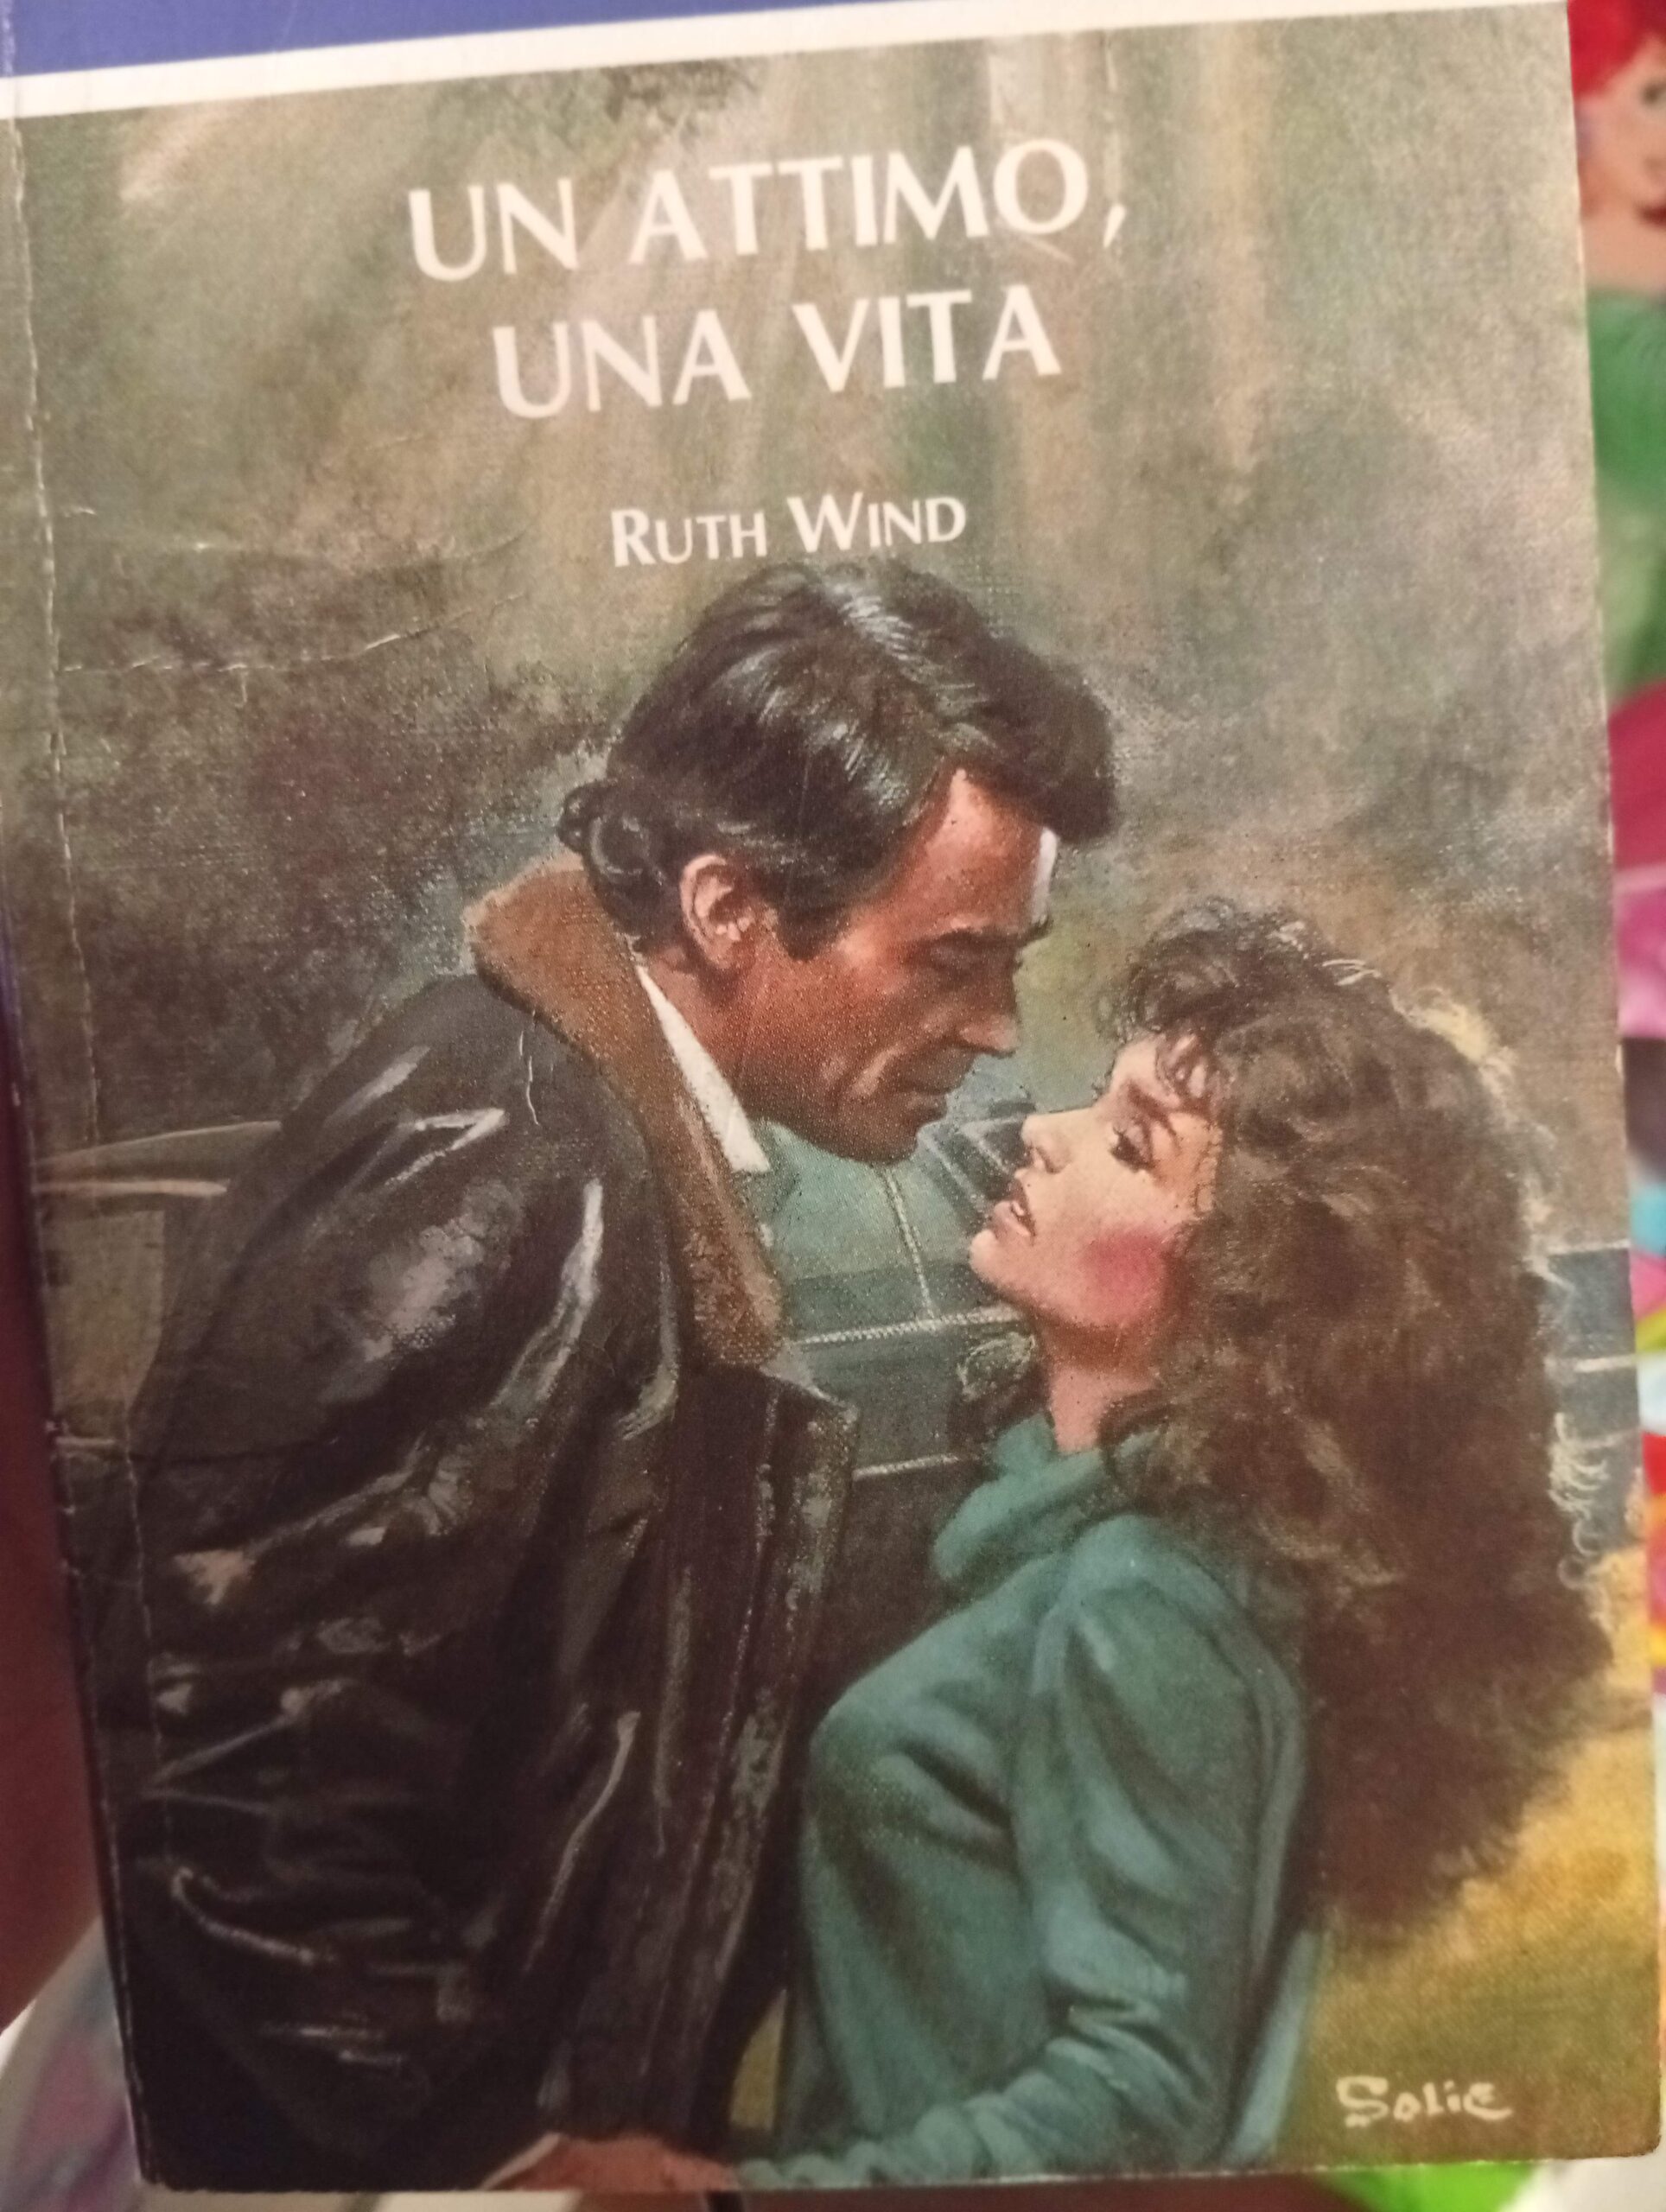 UN ATTIMO,
UNA VITA
RUTH WIND
Solie